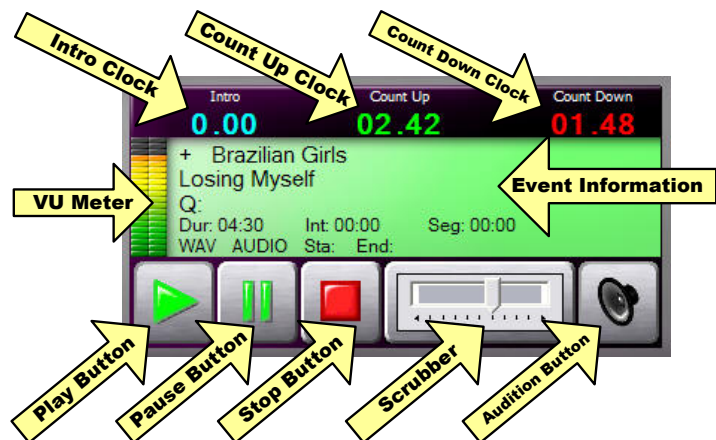 Intro Clock
Count Up Clock
Count Down Clock
Intro
Count Up
Count Down
0.00
02.42
01.48
+ Brazilian Girls
Losing Myself
Q:
Dur: 04:30 Int: 00:00 Seg: 00:00
WAV AUDIO Sta: End:
VU Meter
Event Information
Play Button
Pause Button
Stop Button
Scrubber
Audition Button